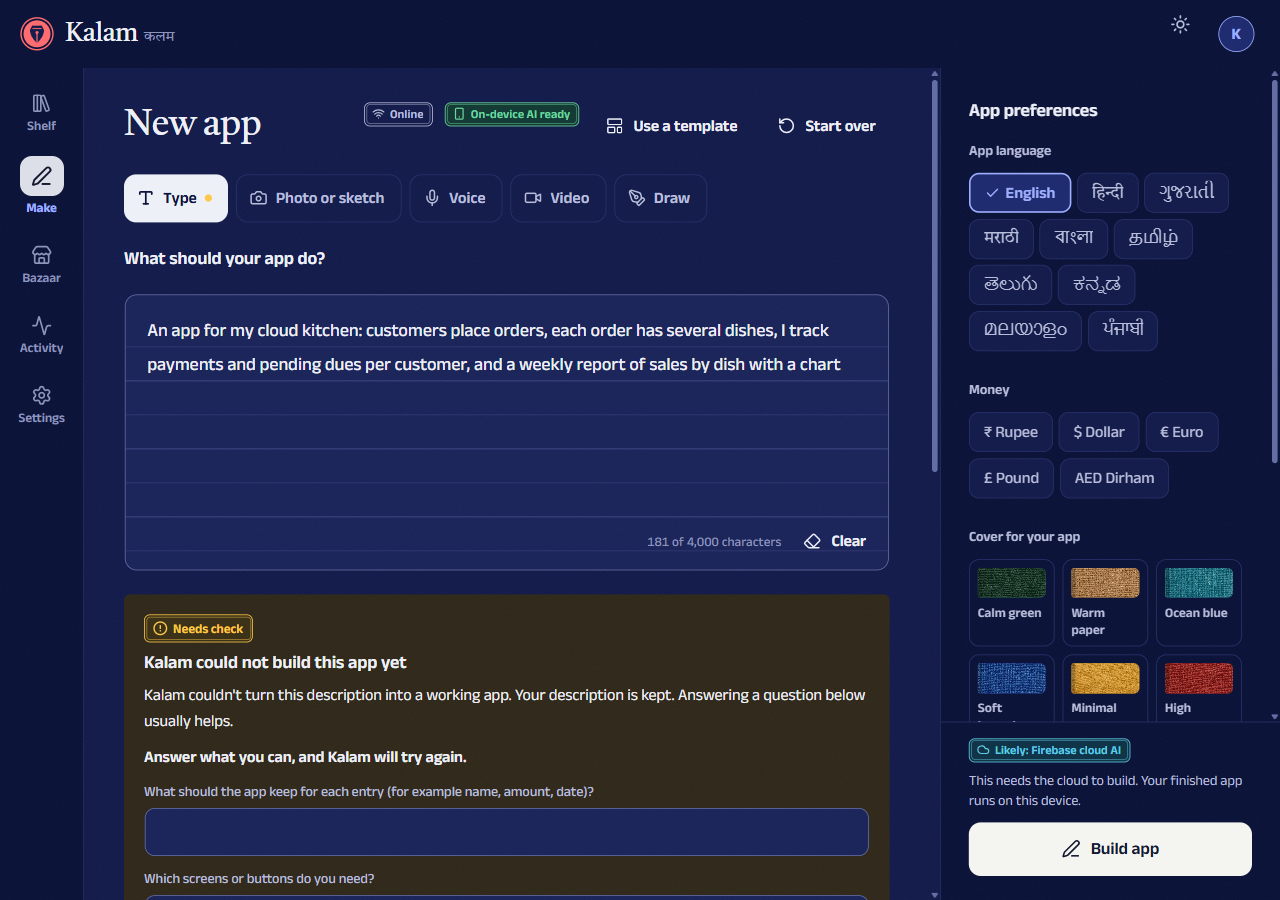 Kalam कलम
K
Shelf
Make
Bazaar
Activity
Settings
New app
Online
On-device AI ready
Use a template
Start over
Type
Photo or sketch
Voice
Video
Draw
What should your app do?
An app for my cloud kitchen: customers place orders, each order has several dishes, I track
payments and pending dues per customer, and a weekly report of sales by dish with a chart
181 of 4,000 characters
Clear
Needs check
Kalam could not build this app yet
Kalam couldn't turn this description into a working app. Your description is kept. Answering a question below
usually helps.
Answer what you can, and Kalam will try again.
What should the app keep for each entry (for example name, amount, date)?
Which screens or buttons do you need?
App preferences
App language
English
हिन्दी
ગુજરાતી
मराठी
বাংলা
தமிழ்
తెలుగు
ಕನ್ನಡ
മലയാളം
ਪੰਜਾਬੀ
Money
₹ Rupee
$ Dollar
€ Euro
£ Pound
AED Dirham
Cover for your app
Calm green
Warm
paper
Ocean blue
Soft
Minimal
High
Likely: Firebase cloud AI
This needs the cloud to build. Your finished app
runs on this device.
Build app